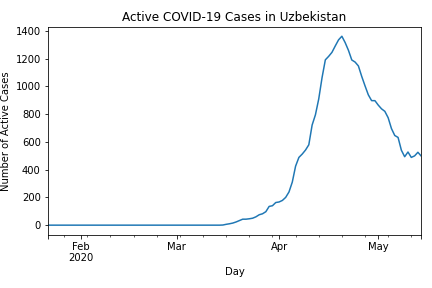 Active COVID-19 Cases in Uzbekistan
Number of Active Cases
1400
1200
1000
800
600
400
200
0
Feb
2020
Mar
Apr
May
Day